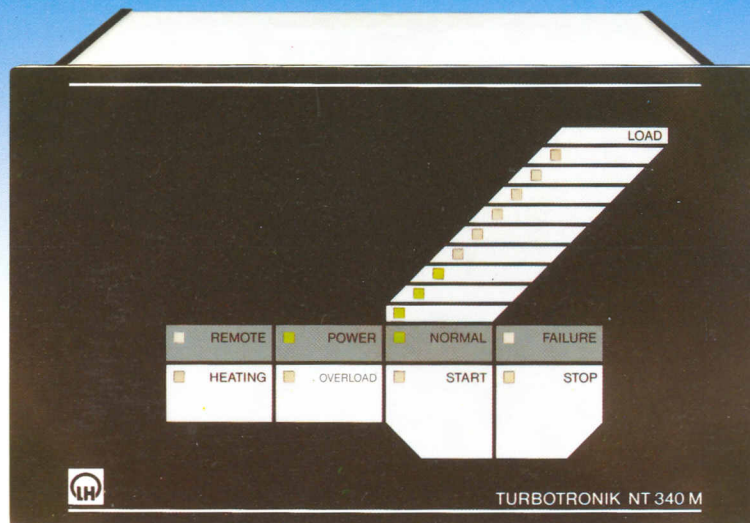 LOAD
REMOTE POWER NORMAL FAILURE
HEATING OVERLOAD START STOP
LH
TURBOTRONIK NT 340 M